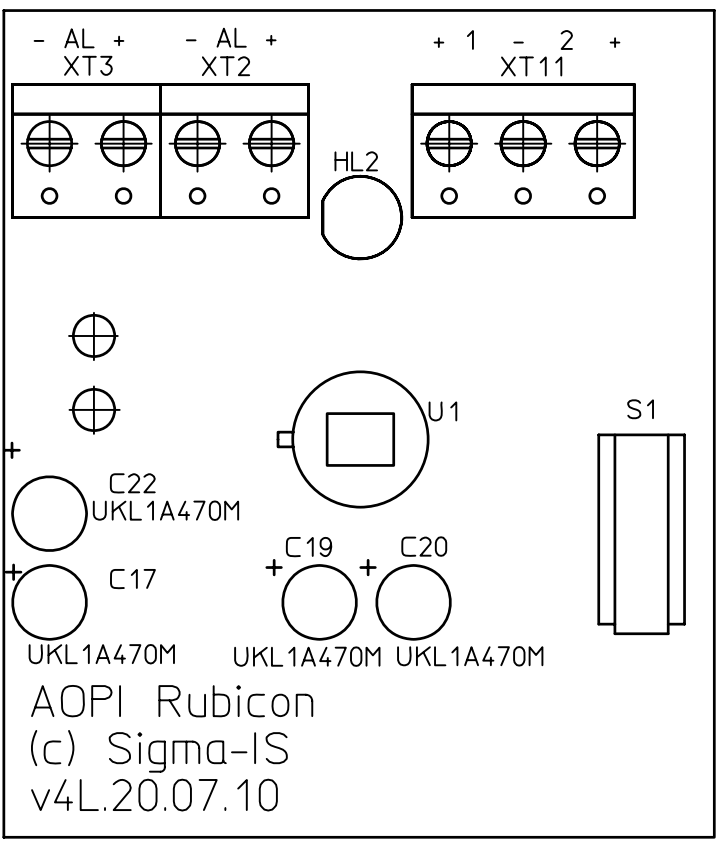 - AL + - AL + + 1 - 2 +
XT3 XT2 XT11
HL2
U1
S1
+
C22
UKL1A470M
+ C17
C19 C20
+ +
UKL1A470M UKL1A470M UKL1A470M
AOPI Rubicon
(c) Sigma-IS
v4L.20.07.10